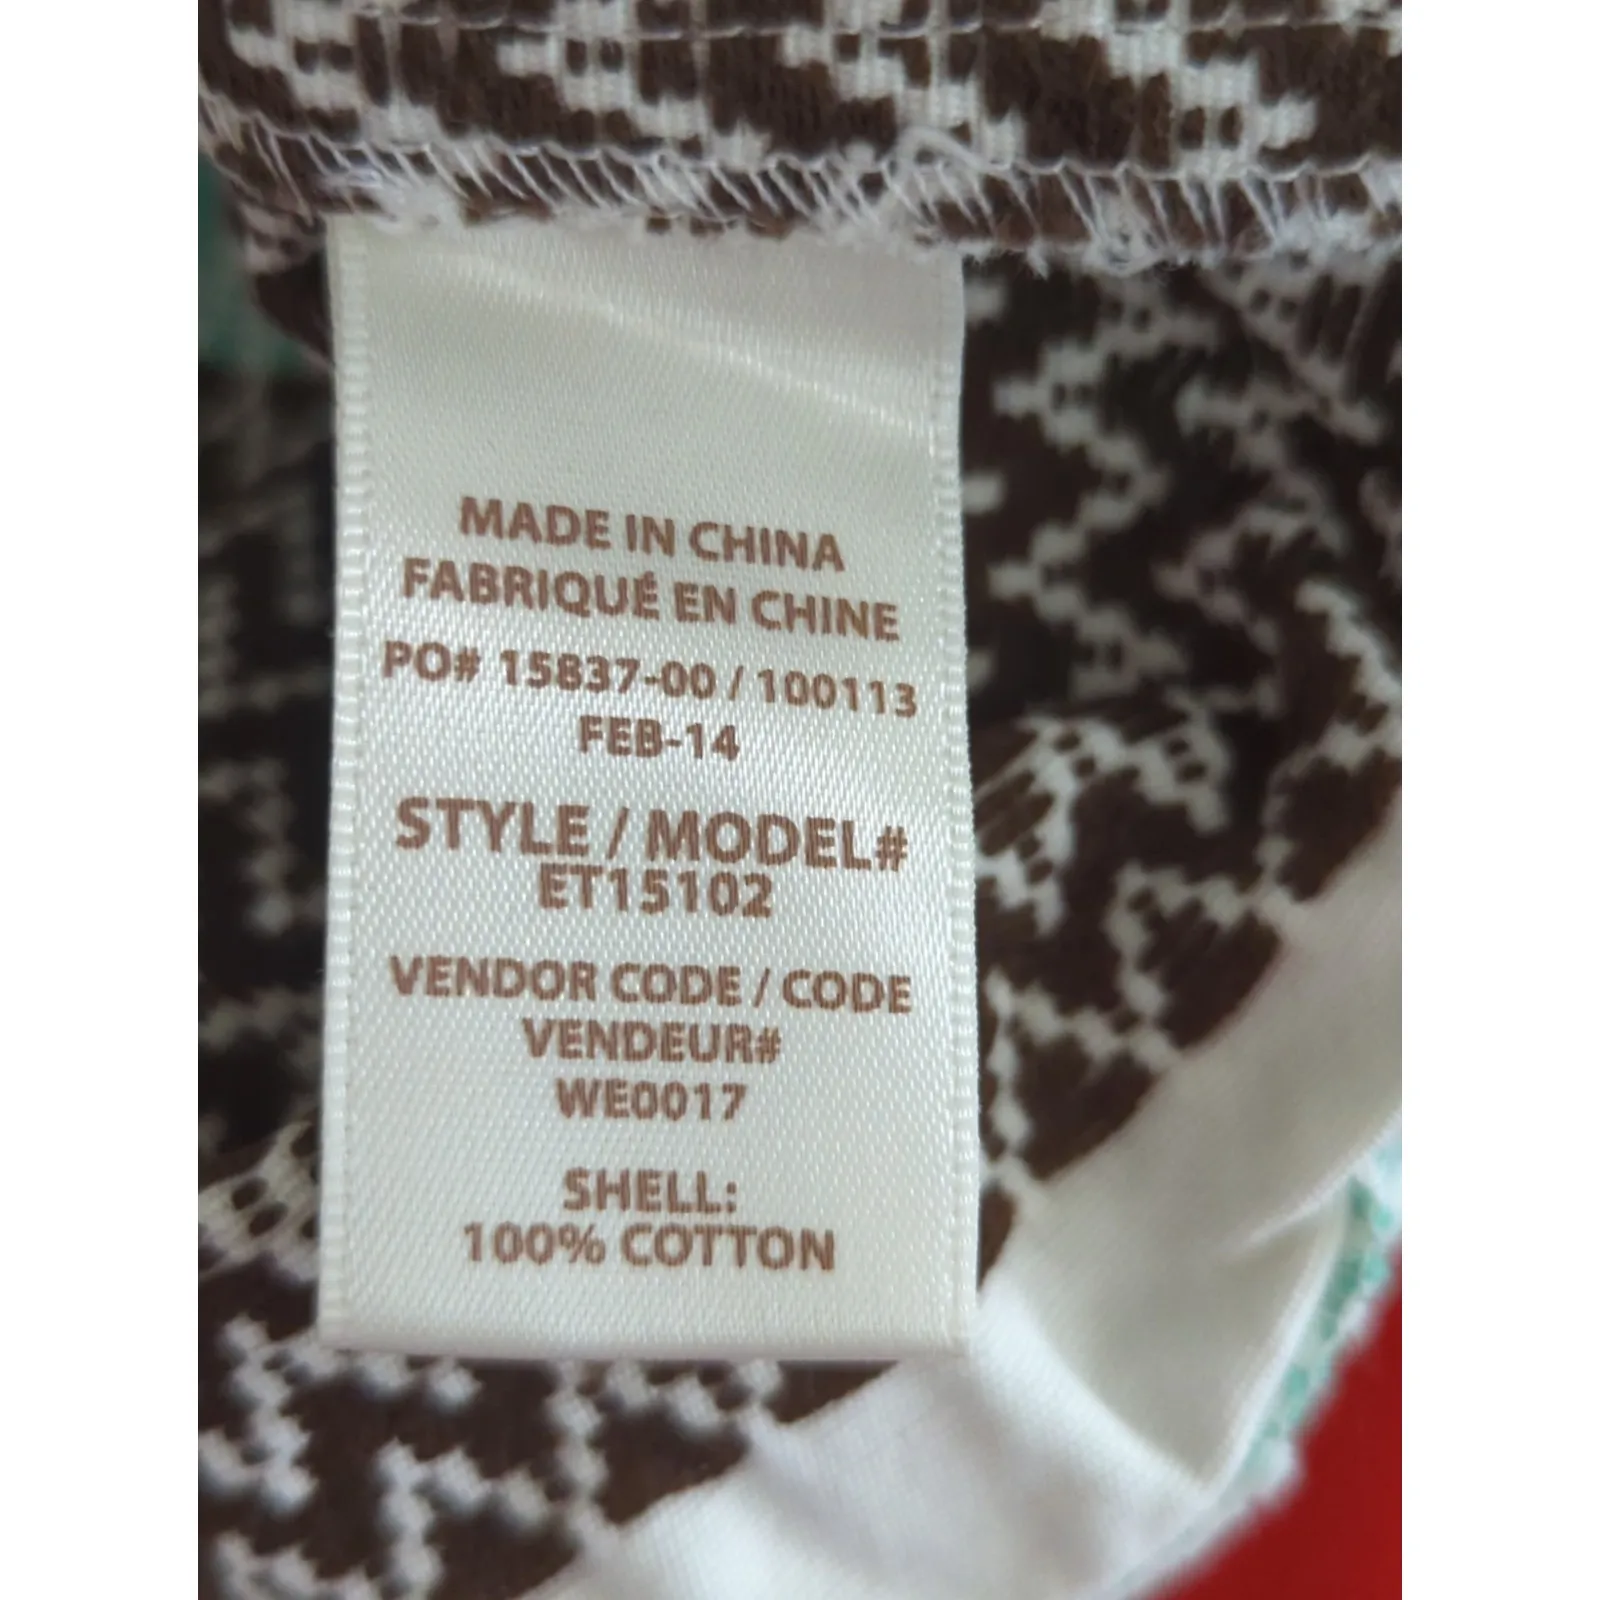 MADE IN CHINA
FABRIQUÉ EN CHINE
PO# 15837-00 / 100113
FEB-14
STYLE / MODEL#
ET15102
VENDOR CODE / CODE
VENDEUR#
WE0017
SHELL:
100% COTTON